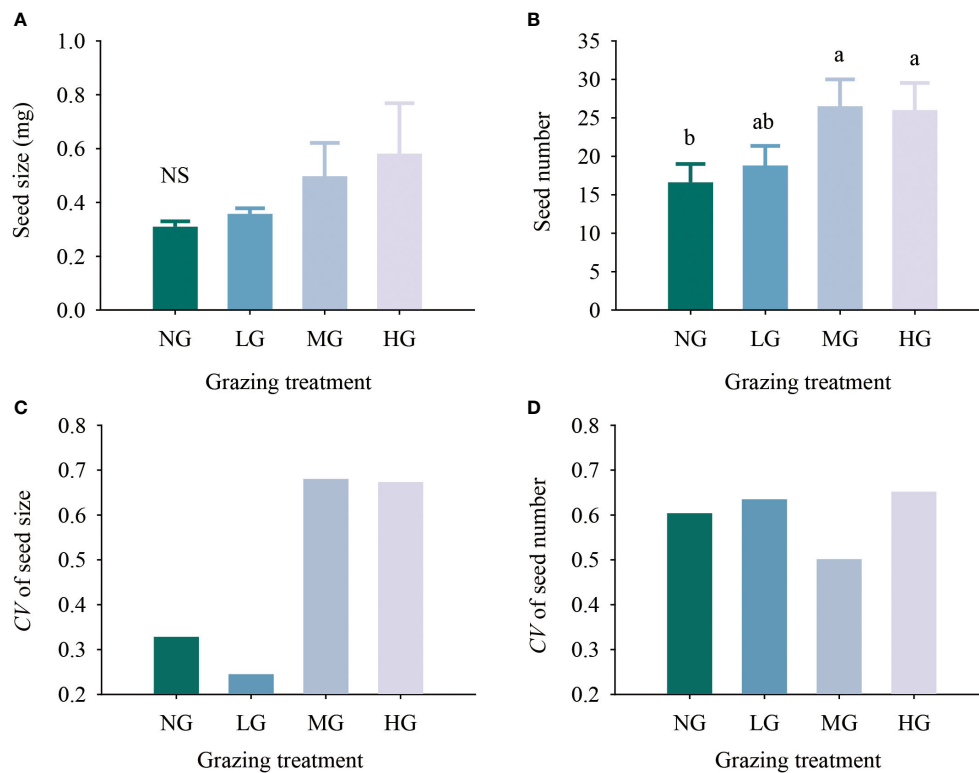 A
Seed size (mg)
1.0
0.8
0.6
0.4
0.2
0.0
NS
NG LG MG HG
Grazing treatment
B
Seed number
35
30
25
20
15
10
5
0
b ab a a
NG LG MG HG
Grazing treatment
C
CV of seed size
0.8
0.7
0.6
0.5
0.4
0.3
0.2
NG LG MG HG
Grazing treatment
D
CV of seed number
0.8
0.7
0.6
0.5
0.4
0.3
0.2
NG LG MG HG
Grazing treatment